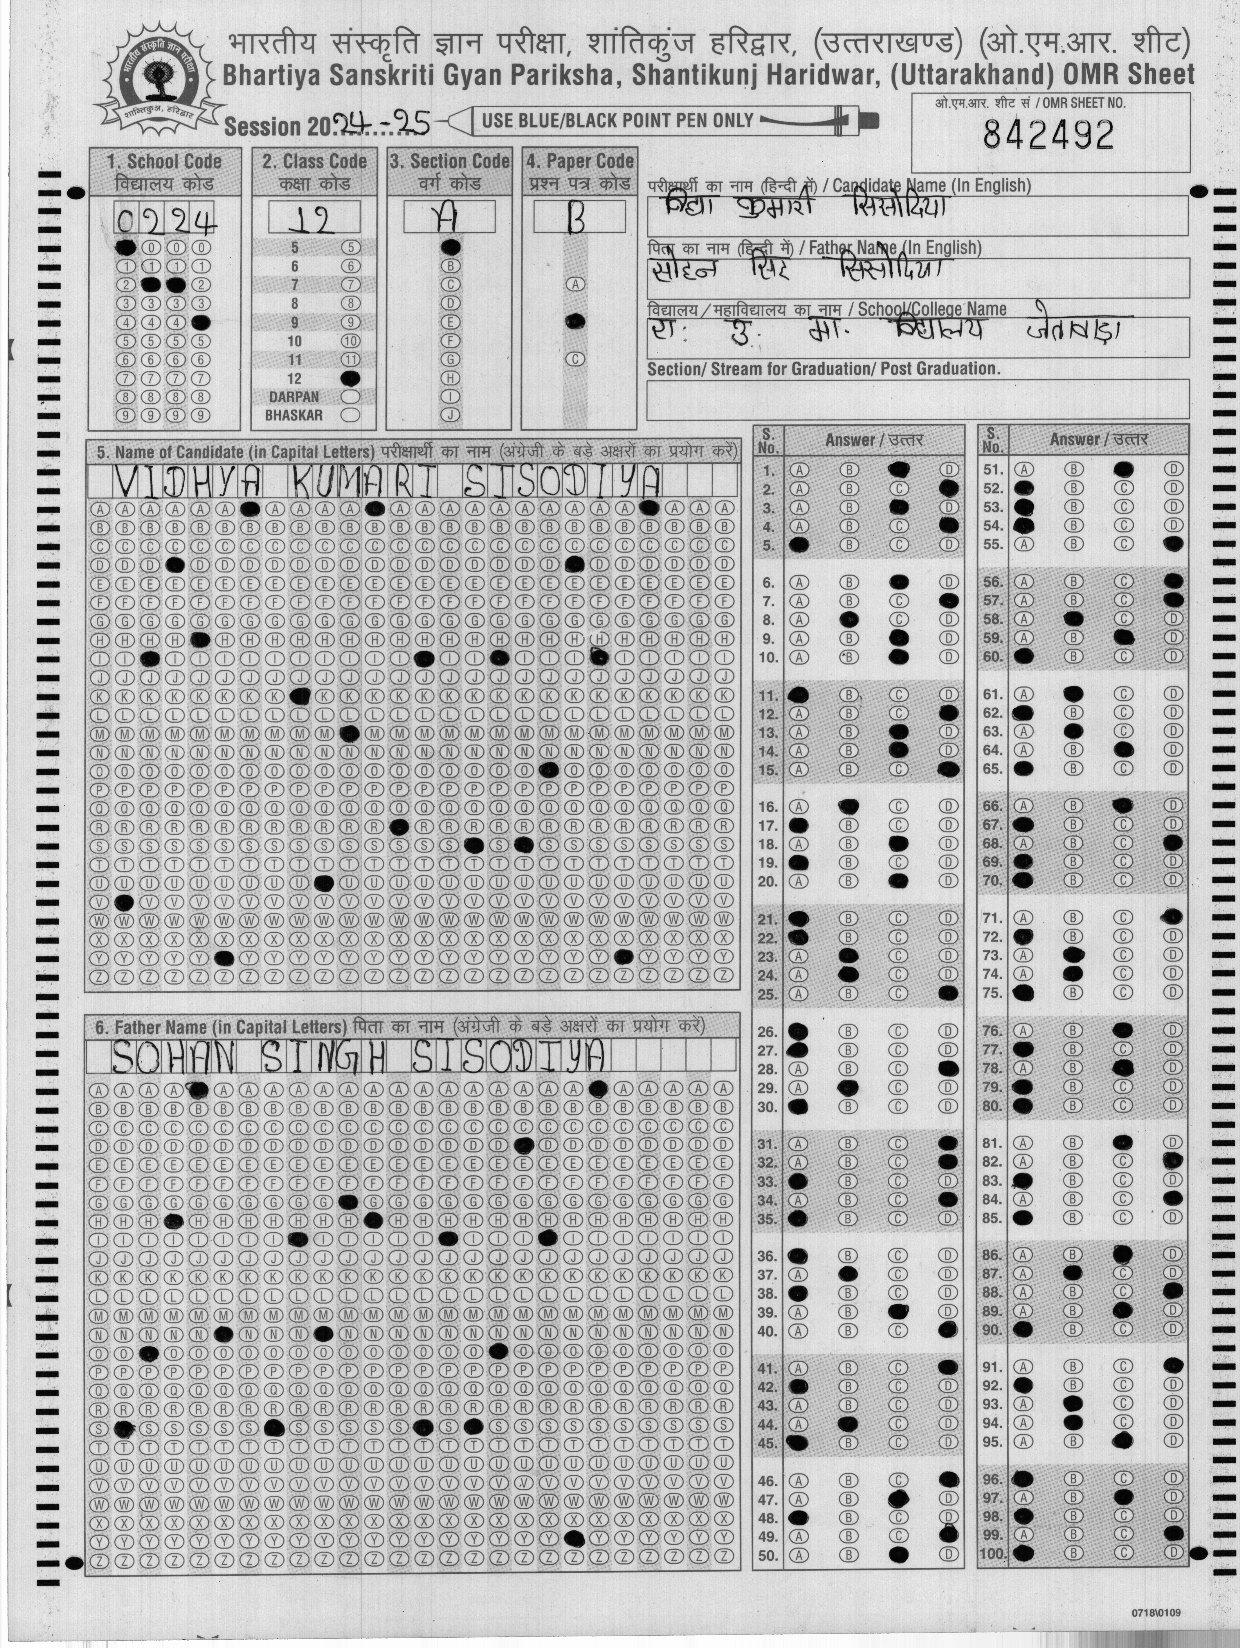 भारतीय संस्कृति ज्ञान परीक्षा, शांतिकुंज हरिद्वार, (उत्तराखण्ड) (ओ.एम.आर. शीट)
Bhartiya Sanskriti Gyan Pariksha, Shantikunj Haridwar, (Uttarakhand) OMR Sheet
Session 2024-25
USE BLUE/BLACK POINT PEN ONLY
ओ.एम.आर. शीट सं / OMR SHEET NO.
842492
1. School Code
विद्यालय कोड
0224
2. Class Code
कक्षा कोड
12
5
6
7
8
9
10
11
12
DARPAN
BHASKAR
3. Section Code
वर्ग कोड
A
4. Paper Code
प्रश्न पत्र कोड
B
परीक्षार्थी का नाम (हिन्दी में) / Candidate Name (In English)
विद्या कुमारी सिसोदिया
पिता का नाम (हिन्दी में) / Father Name (In English)
सोहन सिंह सिसोदिया
विद्यालय / महाविद्यालय का नाम / School/College Name
रा. उ. मा. विद्यालय
Section/ Stream for Graduation/ Post Graduation.
5. Name of Candidate (in Capital Letters) परीक्षार्थी का नाम (अंग्रेजी के बड़े अक्षरों का प्रयोग करें)
VIDHYA KUMARI SISODIYA
6. Father Name (in Capital Letters) पिता का नाम (अंग्रेजी के बड़े अक्षरों का प्रयोग करें)
SOHAN SINGH SISODIYA
S. No. Answer / उत्तर
S. No. Answer / उत्तर
0718\0109